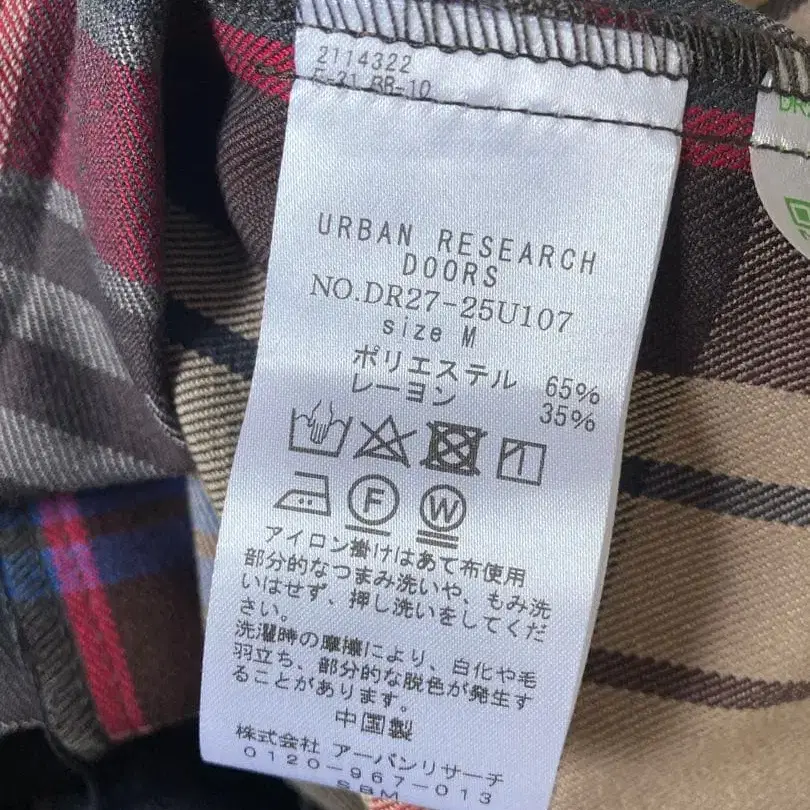 2114322
F-21 BB-10
URBAN RESEARCH
DOORS
NO.DR27-25U107
size M
ポリエステル 65%
レーヨン 35%
F W
アイロン掛けはあて布使用
部分的なつまみ洗いや、もみ洗
いはせず、押し洗いをしてくだ
さい。
洗濯時の摩擦により、白化や毛
羽立ち、部分的な脱色が発生す
ることがあります。
中国製
株式会社 アーバンリサーチ
0120-967-013
SBM
DR